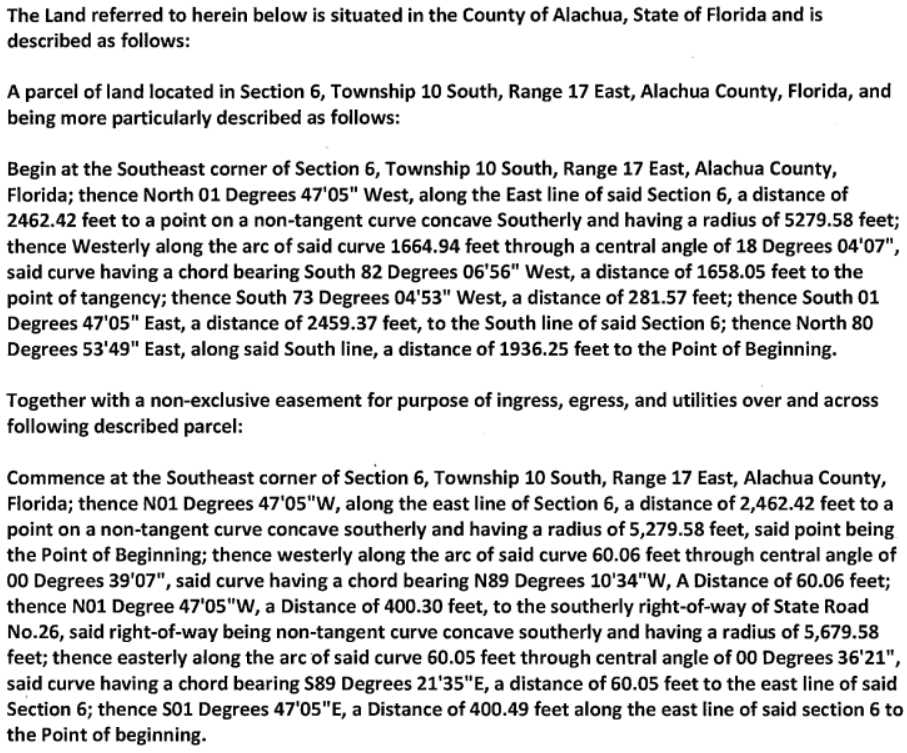 The Land referred to herein below is situated in the County of Alachua, State of Florida and is
described as follows:
A parcel of land located in Section 6, Township 10 South, Range 17 East, Alachua County, Florida, and
being more particularly described as follows:
Begin at the Southeast corner of Section 6, Township 10 South, Range 17 East, Alachua County,
Florida; thence North 01 Degrees 47'05" West, along the East line of said Section 6, a distance of
2462.42 feet to a point on a non-tangent curve concave Southerly and having a radius of 5279.58 feet;
thence Westerly along the arc of said curve 1664.94 feet through a central angle of 18 Degrees 04'07",
said curve having a chord bearing South 82 Degrees 06'56" West, a distance of 1658.05 feet to the
point of tangency; thence South 73 Degrees 04'53" West, a distance of 281.57 feet; thence South 01
Degrees 47'05" East, a distance of 2459.37 feet, to the South line of said Section 6; thence North 80
Degrees 53'49" East, along said South line, a distance of 1936.25 feet to the Point of Beginning.
Together with a non-exclusive easement for purpose of ingress, egress, and utilities over and across
following described parcel:
Commence at the Southeast corner of Section 6, Township 10 South, Range 17 East, Alachua County,
Florida; thence N01 Degrees 47'05"W, along the east line of Section 6, a distance of 2,462.42 feet to a
point on a non-tangent curve concave southerly and having a radius of 5,279.58 feet, said point being
the Point of Beginning; thence westerly along the arc of said curve 60.06 feet through central angle of
00 Degrees 39'07", said curve having a chord bearing N89 Degrees 10'34"W, A Distance of 60.06 feet;
thence N01 Degree 47'05"W, a Distance of 400.30 feet, to the southerly right-of-way of State Road
No.26, said right-of-way being non-tangent curve concave southerly and having a radius of 5,679.58
feet; thence easterly along the arc of said curve 60.05 feet through central angle of 00 Degrees 36'21",
said curve having a chord bearing S89 Degrees 21'35"E, a distance of 60.05 feet to the east line of said
Section 6; thence S01 Degrees 47'05"E, a Distance of 400.49 feet along the east line of said section 6 to
the Point of beginning.